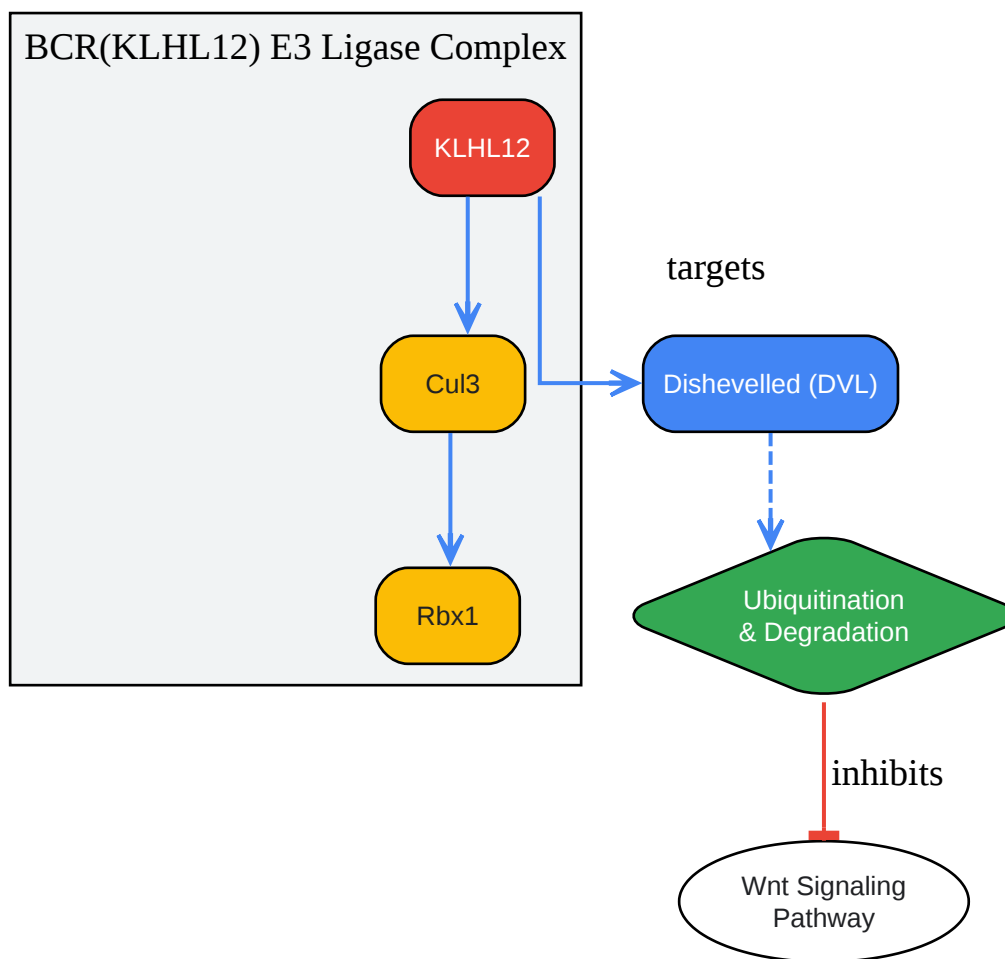 BCR(KLHL12) E3 Ligase Complex
KLHL12
targets
Cul3
Dishevelled (DVL)
Rbx1
Ubiquitination
& Degradation
inhibits
Wnt Signaling
Pathway